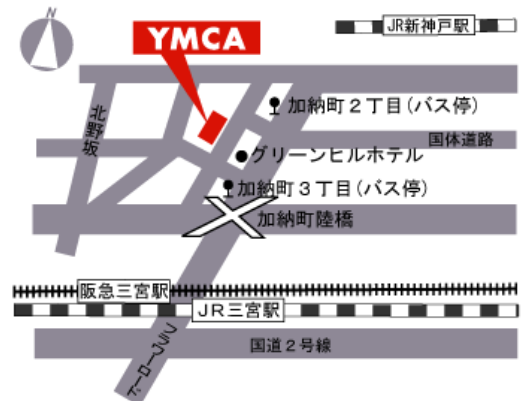 N
YMCA
JR新神戸駅
加納町２丁目(バス停)
北野坂
国体道路
グリーンヒルホテル
加納町３丁目(バス停)
加納町陸橋
阪急三宮駅
JR三宮駅
フラワーロード
国道２号線